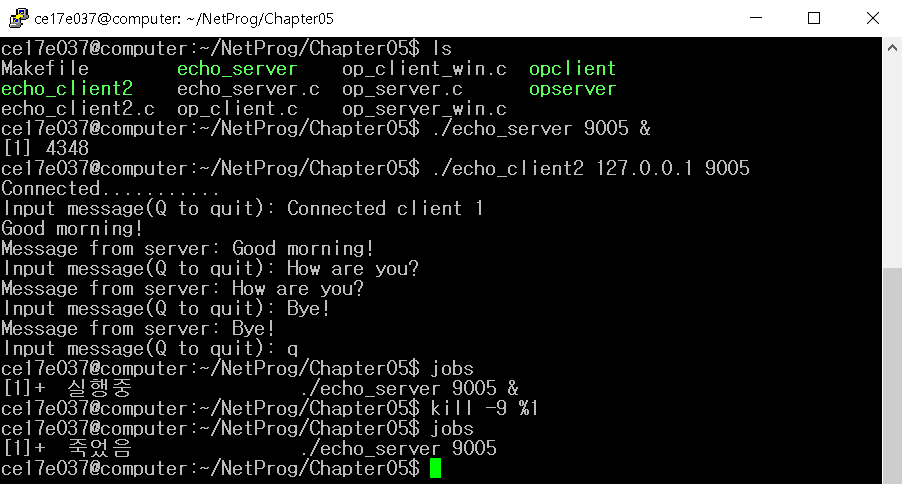 ce17e037@computer: ~/NetProg/Chapter05
ce17e037@computer:~/NetProg/Chapter05$ ls
Makefile echo_server op_client_win.c opclient
echo_client2 echo_server.c op_server.c opserver
echo_client2.c op_client.c op_server_win.c
ce17e037@computer:~/NetProg/Chapter05$ ./echo_server 9005 &
[1] 4348
ce17e037@computer:~/NetProg/Chapter05$ ./echo_client2 127.0.0.1 9005
Connected...........
Input message(Q to quit): Connected client 1
Good morning!
Message from server: Good morning!
Input message(Q to quit): How are you?
Message from server: How are you?
Input message(Q to quit): Bye!
Message from server: Bye!
Input message(Q to quit): q
ce17e037@computer:~/NetProg/Chapter05$ jobs
[1]+ 실행중 ./echo_server 9005 &
ce17e037@computer:~/NetProg/Chapter05$ kill -9 %1
ce17e037@computer:~/NetProg/Chapter05$ jobs
[1]+ 죽었음 ./echo_server 9005
ce17e037@computer:~/NetProg/Chapter05$